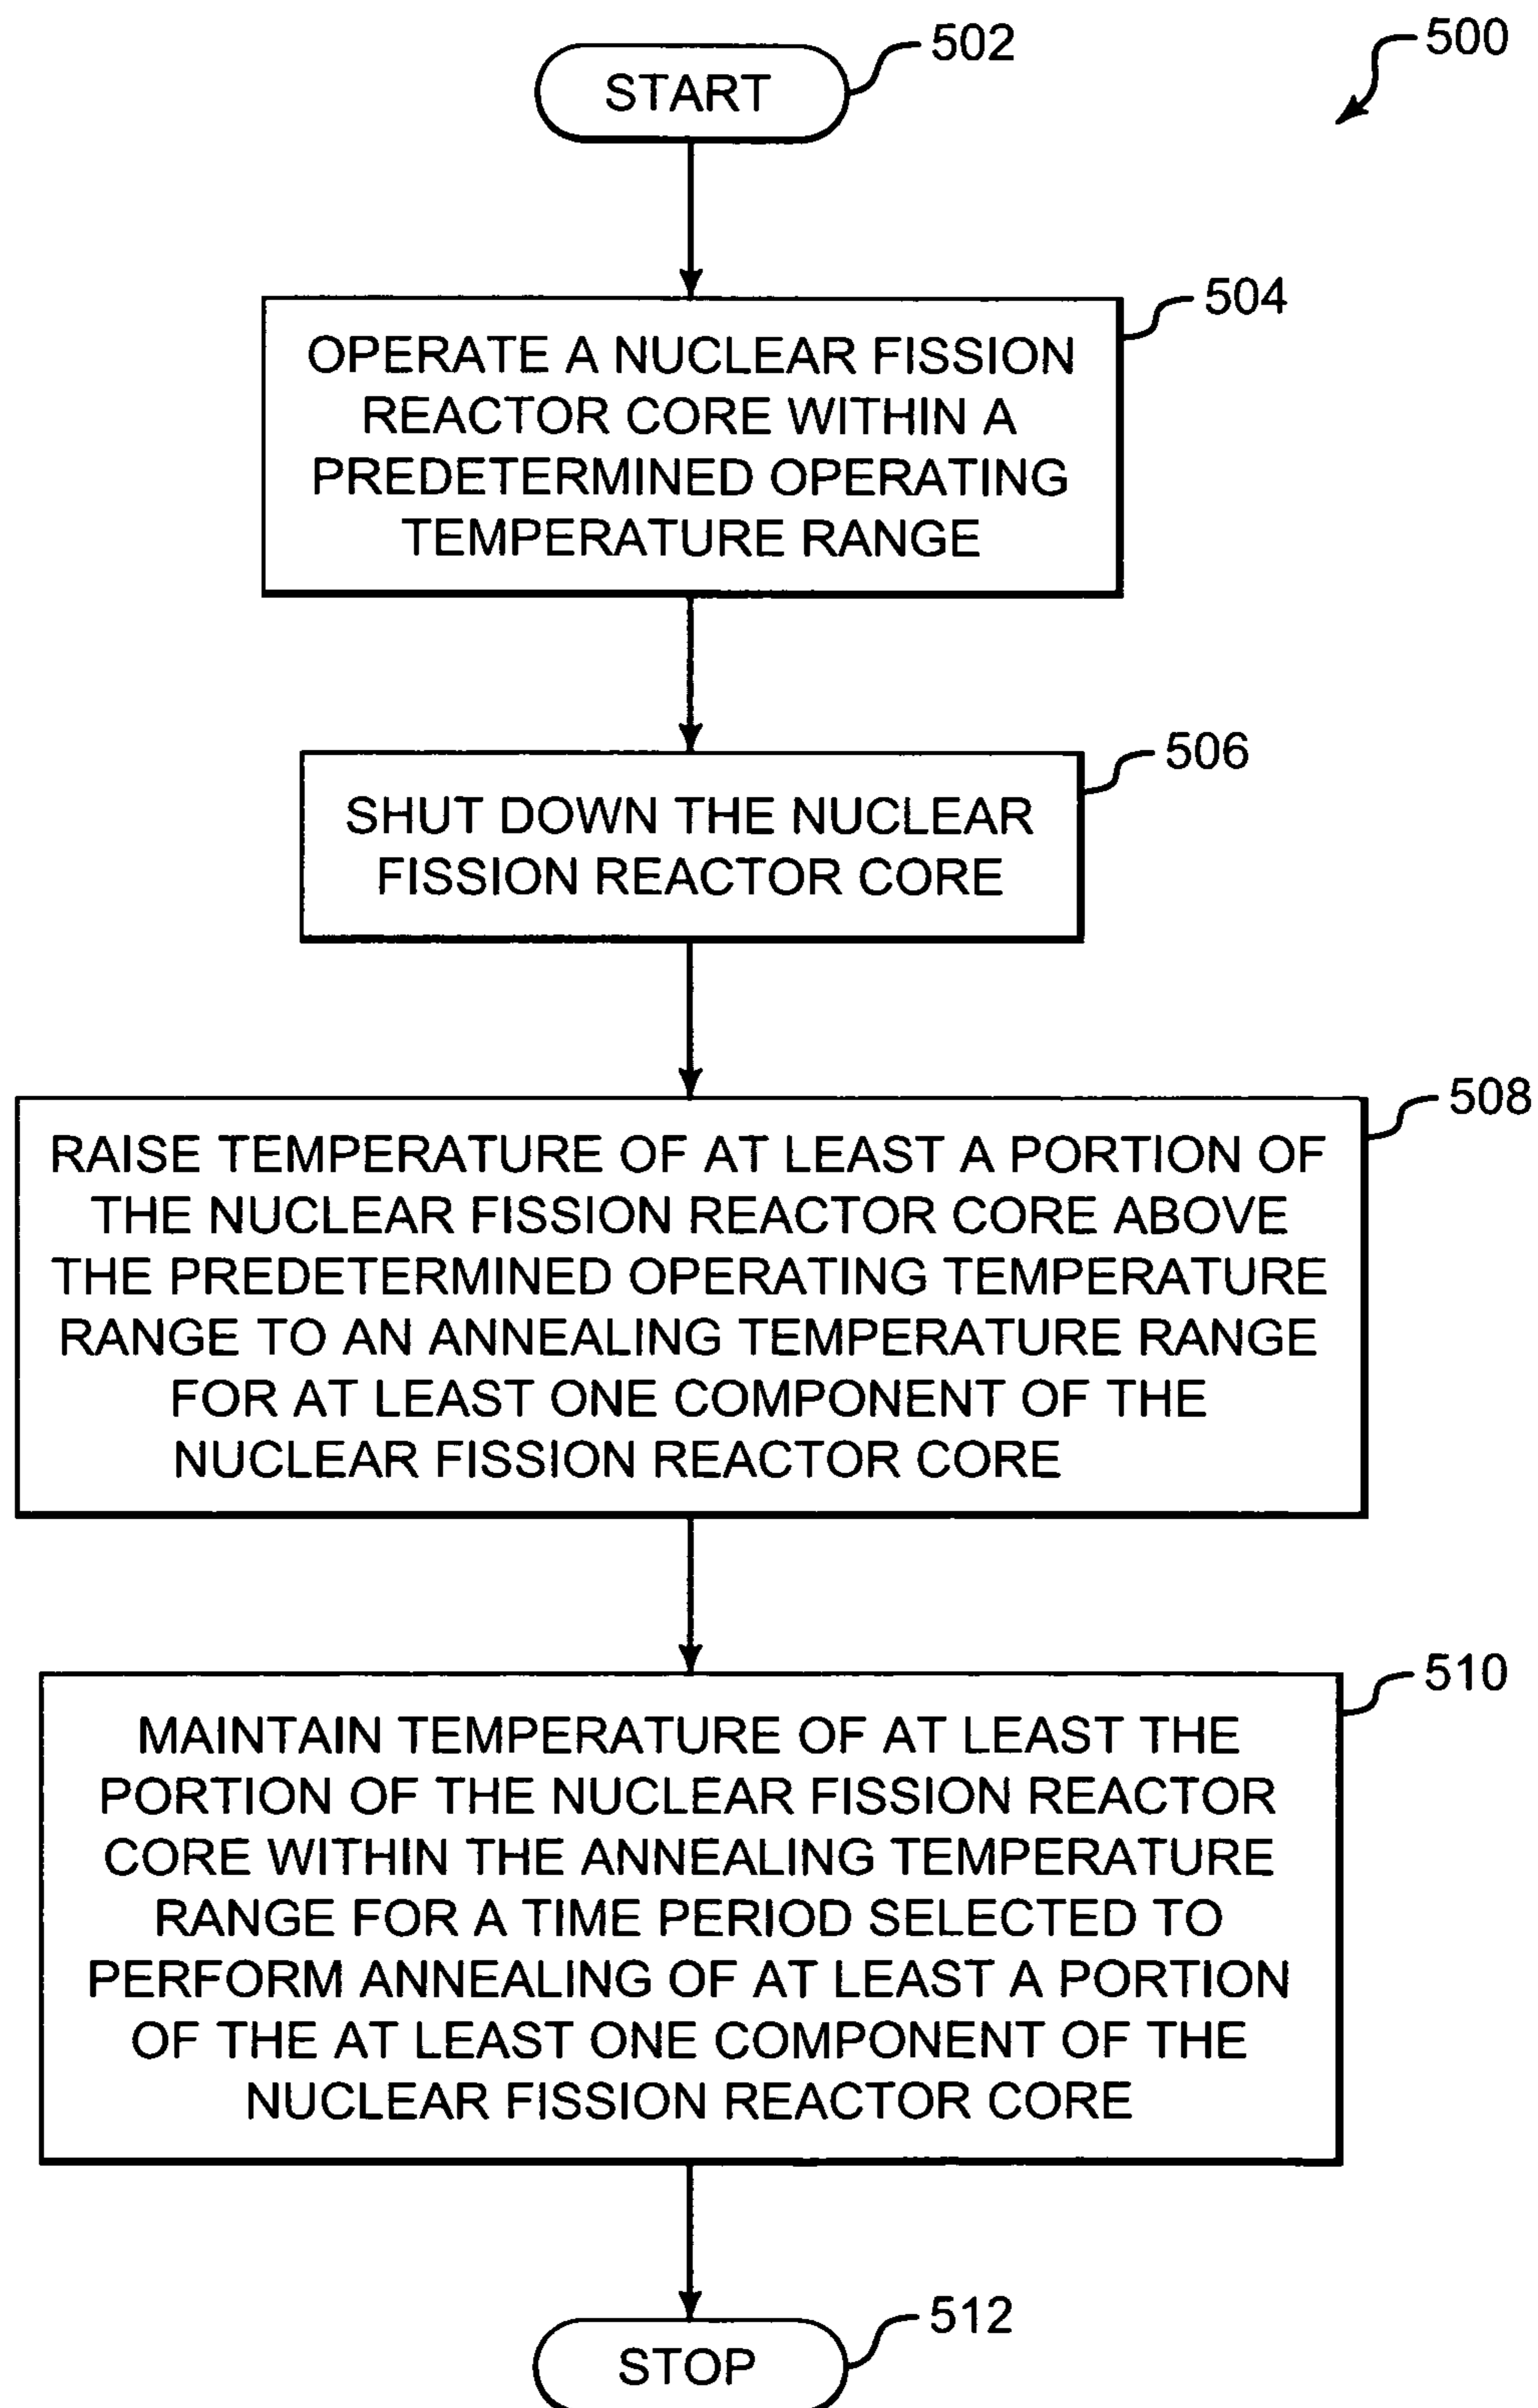 START
502
500
OPERATE A NUCLEAR FISSION
REACTOR CORE WITHIN A
PREDETERMINED OPERATING
TEMPERATURE RANGE
504
SHUT DOWN THE NUCLEAR
FISSION REACTOR CORE
506
RAISE TEMPERATURE OF AT LEAST A PORTION OF
THE NUCLEAR FISSION REACTOR CORE ABOVE
THE PREDETERMINED OPERATING TEMPERATURE
RANGE TO AN ANNEALING TEMPERATURE RANGE
FOR AT LEAST ONE COMPONENT OF THE
NUCLEAR FISSION REACTOR CORE
508
MAINTAIN TEMPERATURE OF AT LEAST THE
PORTION OF THE NUCLEAR FISSION REACTOR
CORE WITHIN THE ANNEALING TEMPERATURE
RANGE FOR A TIME PERIOD SELECTED TO
PERFORM ANNEALING OF AT LEAST A PORTION
OF THE AT LEAST ONE COMPONENT OF THE
NUCLEAR FISSION REACTOR CORE
510
STOP
512